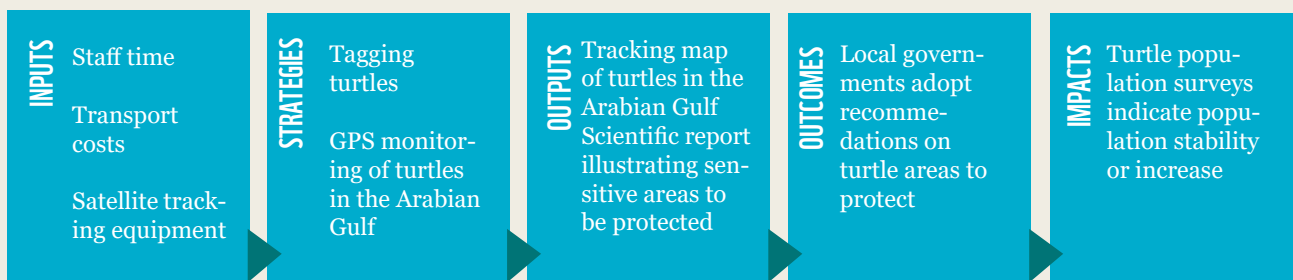 INPUTS
Staff time
Transport
costs
Satellite track-
ing equipment
STRATEGIES
Tagging
turtles
GPS monitor-
ing of turtles
in the Arabian
Gulf
OUTPUTS
Tracking map
of turtles in the
Arabian Gulf
Scientific report
illustrating sen-
sitive areas to
be protected
OUTCOMES
Local govern-
ments adopt
recomme-
dations on
turtle areas to
protect
IMPACTS
Turtle popu-
lation surveys
indicate popu-
lation stability
or increase